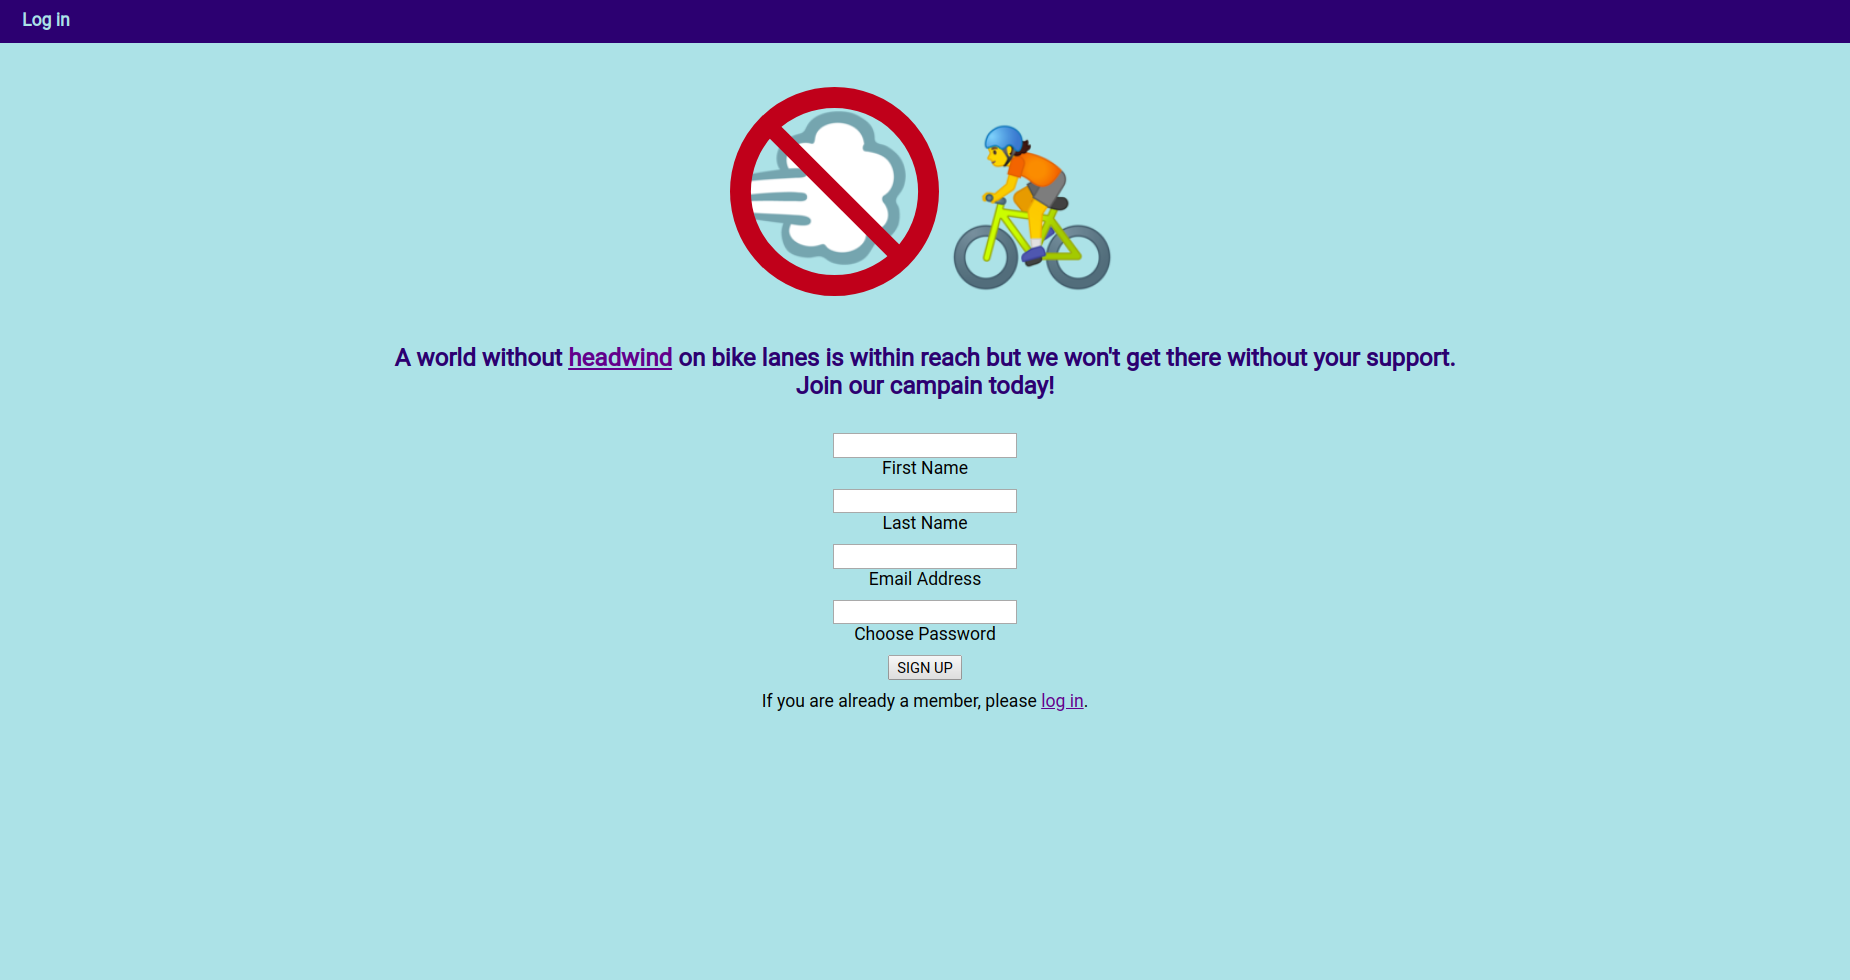 Log in
A world without headwind on bike lanes is within reach but we won't get there without your support.
Join our campain today!
First Name
Last Name
Email Address
Choose Password
SIGN UP
If you are already a member, please log in.